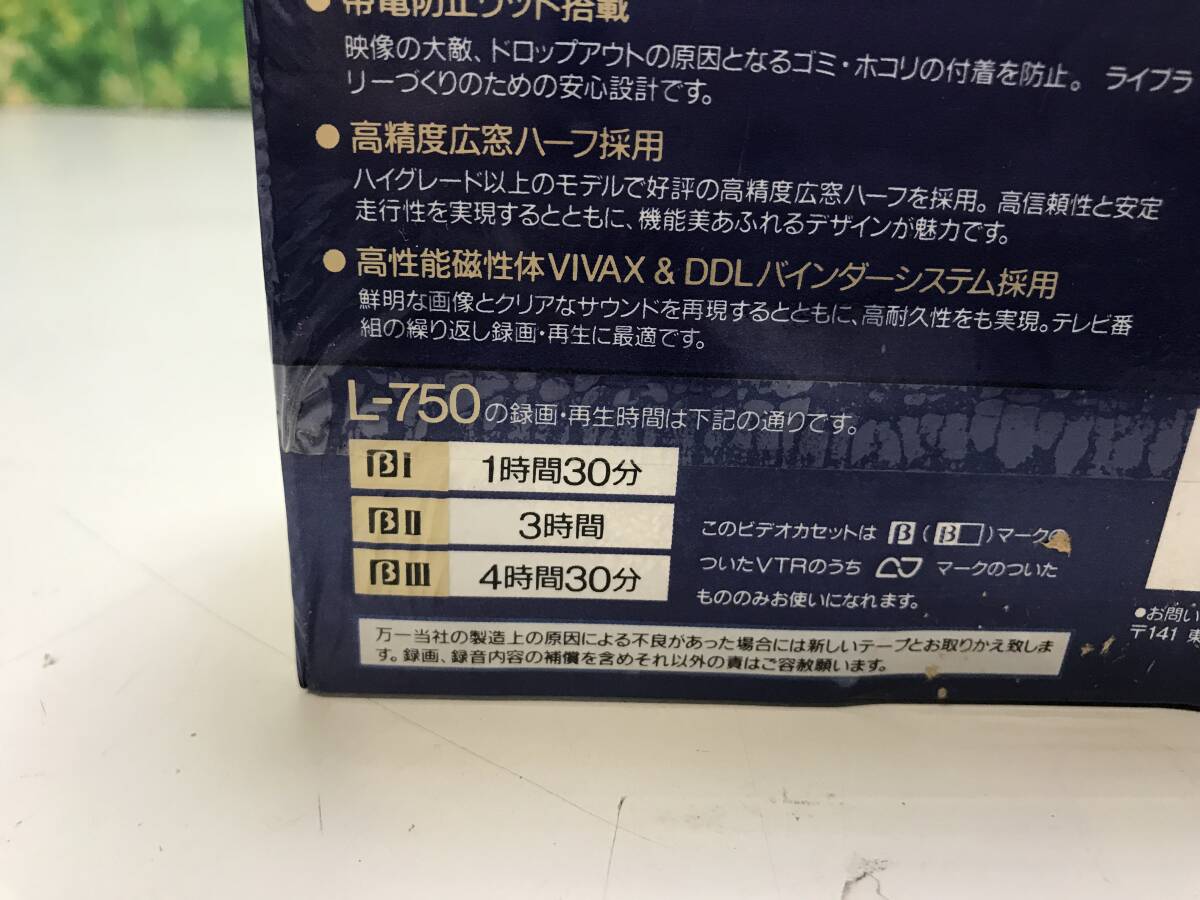 ● 帯電防止リッド搭載
映像の大敵、ドロップアウトの原因となるゴミ・ホコリの付着を防止。 ライブラ
リーづくりのための安心設計です。
● 高精度広窓ハーフ採用
ハイグレード以上のモデルで好評の高精度広窓ハーフを採用。高信頼性と安定
走行性を実現するとともに、機能美あふれるデザインが魅力です。
● 高性能磁性体VIVAX & DDLバインダーシステム採用
鮮明な画像とクリアなサウンドを再現するとともに、高耐久性をも実現。テレビ番
組の繰り返し録画・再生に最適です。
L-750の録画・再生時間は下記の通りです。
βI 1時間30分
βII 3時間
βIII 4時間30分
このビデオカセットは β(β□)マークの
ついたVTRのうち マークのついた
もののみお使いになれます。
●お問い
〒141 東
万一当社の製造上の原因による不良があった場合には新しいテープとお取りかえ致しま
す。録画、録音内容の補償を含めそれ以外の責はご容赦願います。